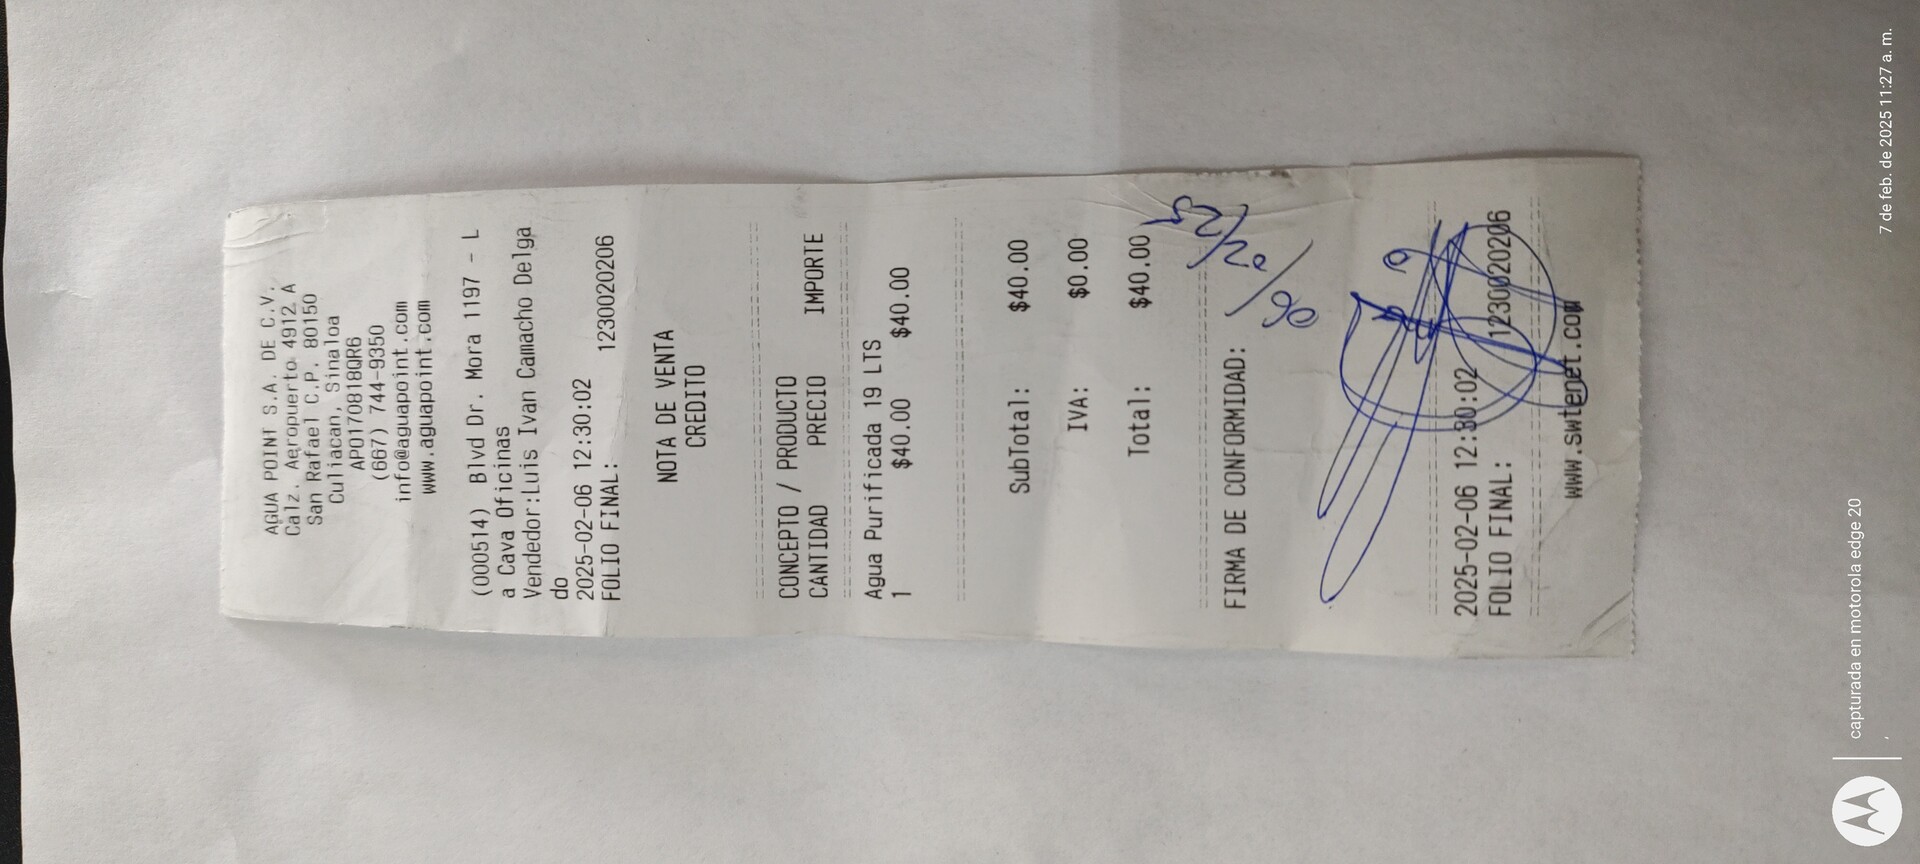 AGUA POINT S.A. DE C.V.
Calz. Aeropuerto 4912 A
San Rafael C.P. 80150
Culiacan, Sinaloa
APO170818QR6
(667) 744-9350
info@aguapoint.com
www.aguapoint.com
(000514) Blvd Dr. Mora 1197 - L
a Cava Oficinas
Vendedor:Luis Ivan Camacho Delga
do
2025-02-06 12:30:02
FOLIO FINAL: 1230020206
NOTA DE VENTA
CREDITO
CONCEPTO / PRODUCTO
CANTIDAD PRECIO IMPORTE
Agua Purificada 19 LTS
1 $40.00 $40.00
SubTotal: $40.00
IVA: $0.00
Total: $40.00
FIRMA DE CONFORMIDAD:
06/02/25
2025-02-06 12:30:02
FOLIO FINAL: 1230020206
www.swtenet.com
capturada en motorola edge 20
7 de feb. de 2025 11:27 a. m.